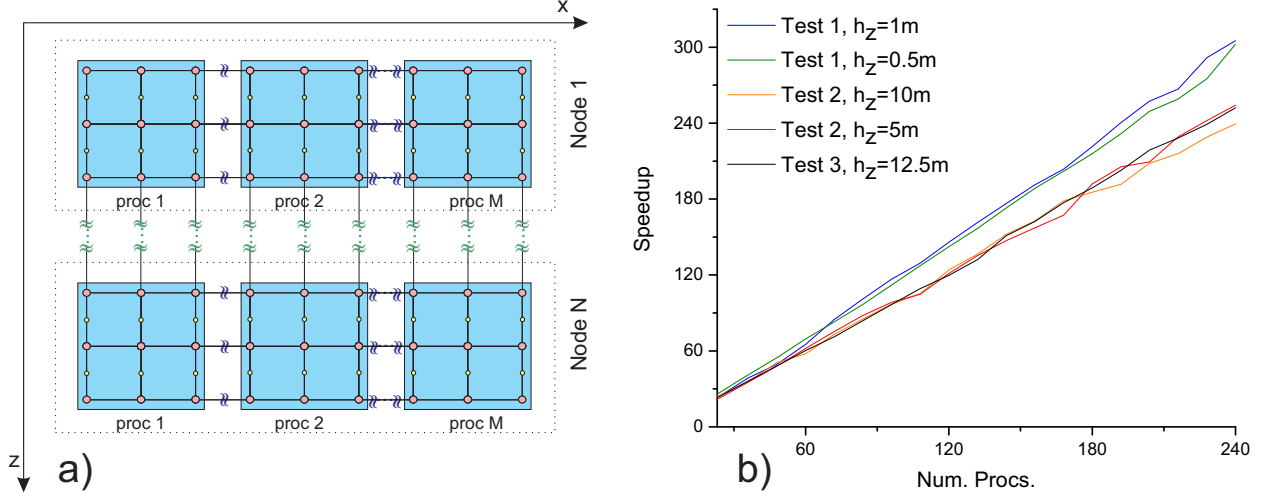 x
Node 1
proc 1 proc 2 proc M
Node N
proc 1 proc 2 proc M
z
a)
Test 1, hz=1m
Test 1, hz=0.5m
Test 2, hz=10m
Test 2, hz=5m
Test 3, hz=12.5m
Speedup
300
240
180
120
60
0
60 120 180 240
Num. Procs.
b)